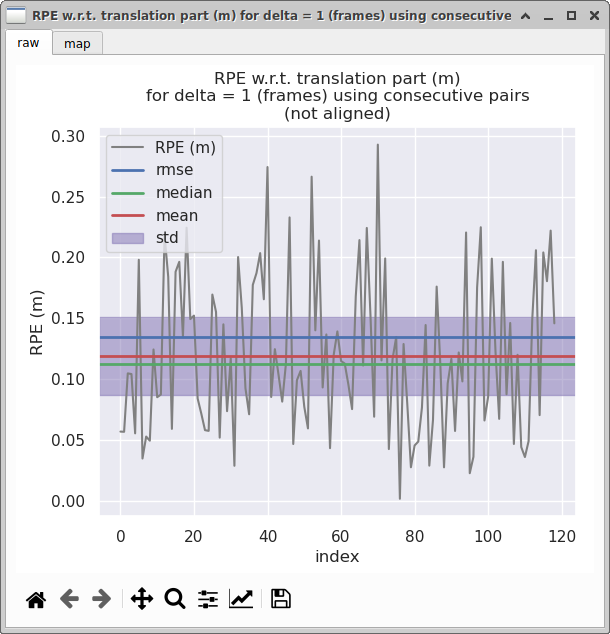 RPE w.r.t. translation part (m) for delta = 1 (frames) using consecutive
raw
map
RPE w.r.t. translation part (m)
for delta = 1 (frames) using consecutive pairs
(not aligned)
RPE (m)
rmse
median
mean
std
0.30
0.25
0.20
0.15
0.10
0.05
0.00
RPE (m)
0
20
40
60
80
100
120
index